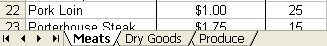 22 Pork Loin $1.00 25
23 Porterhouse Steak $1.75 15
Meats Dry Goods Produce